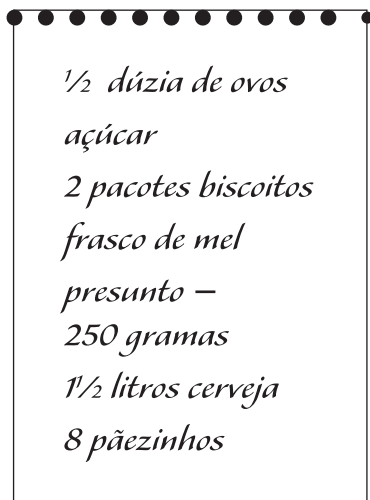 ½ dúzia de ovos
açúcar
2 pacotes biscoitos
frasco de mel
presunto –
250 gramas
1½ litros cerveja
8 pãezinhos